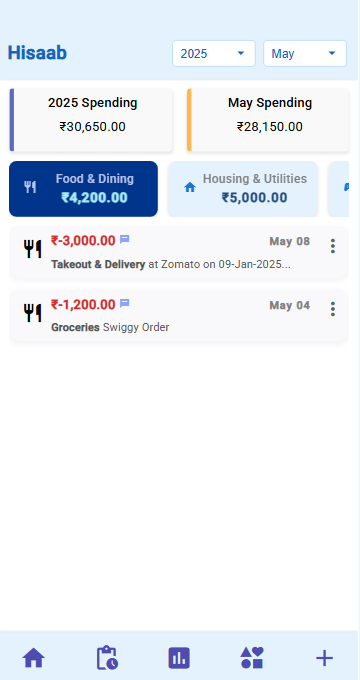 Hisaab
2025
May
2025 Spending
May Spending
₹30,650.00
₹28,150.00
Food & Dining
Housing & Utilities
₹4,200.00
₹5,000.00
₹-3,000.00
May 08
Takeout & Delivery at Zomato on 09-Jan-2025...
₹-1,200.00
May 04
Groceries Swiggy Order